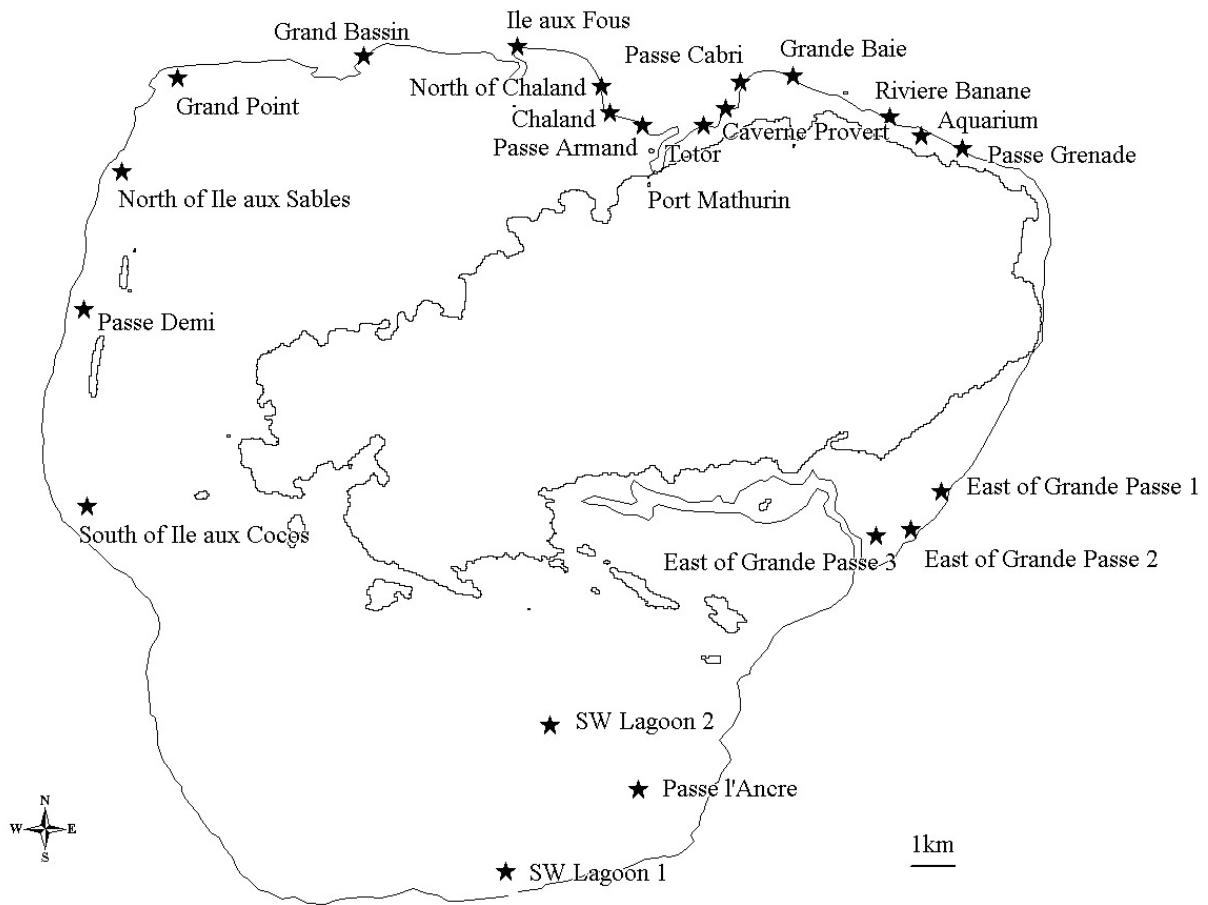 Ile aux Fous
Grand Bassin
Passe Cabri
Grande Baie
North of Chaland
Grand Point
Riviere Banane
Chaland
Aquarium
Caverne Provert
Passe Armand
Totor
Passe Grenade
North of Ile aux Sables
Port Mathurin
Passe Demi
East of Grande Passe 1
South of Ile aux Cocos
East of Grande Passe 3
East of Grande Passe 2
SW Lagoon 2
Passe l'Ancre
N
W
E
S
1km
SW Lagoon 1